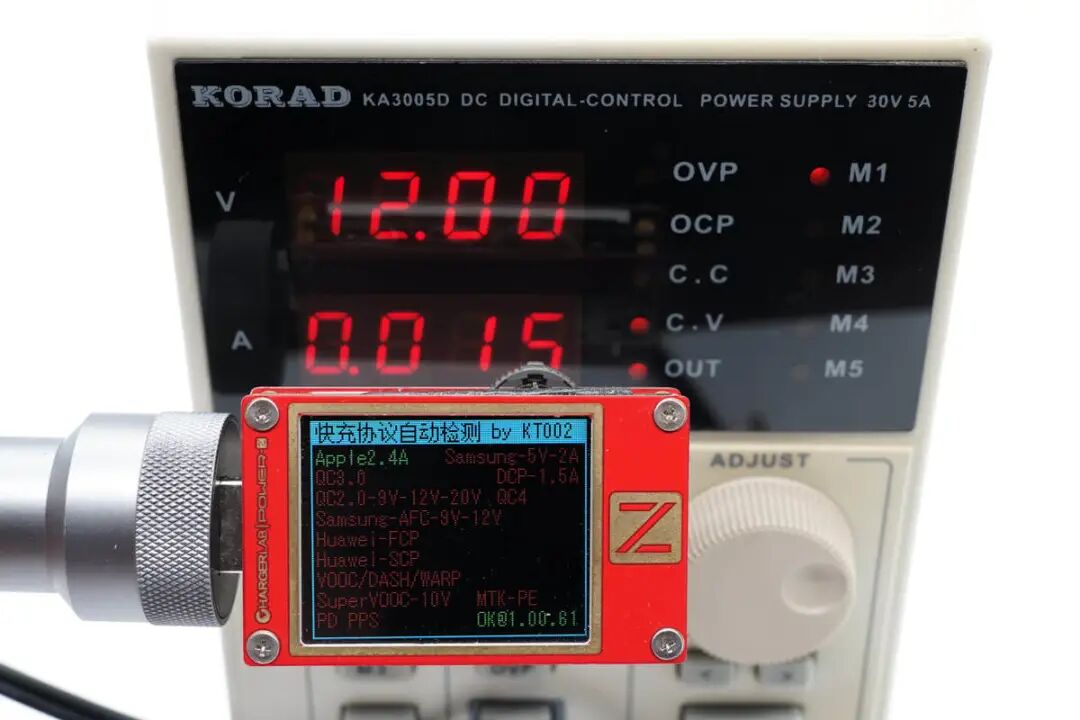 KORAD KA3005D DC DIGITAL-CONTROL POWER SUPPLY 30V 5A
V 12.00
A 0.015
OVP M1
OCP M2
C.C M3
C.V M4
OUT M5
ADJUST
CHARGERLAB POWER-Z
快充协议自动检测 by KT002
Apple2.4A Samsung-5V-2A
QC3.0 DCP-1.5A
QC2.0-9V-12V-20V QC4
Samsung-AFC-9V-12V
Huawei-FCP
Huawei-SCP
VOOC/DASH/WARP
SuperVOOC-10V MTK-PE
PD PPS OK@1.00.61
Z
< >